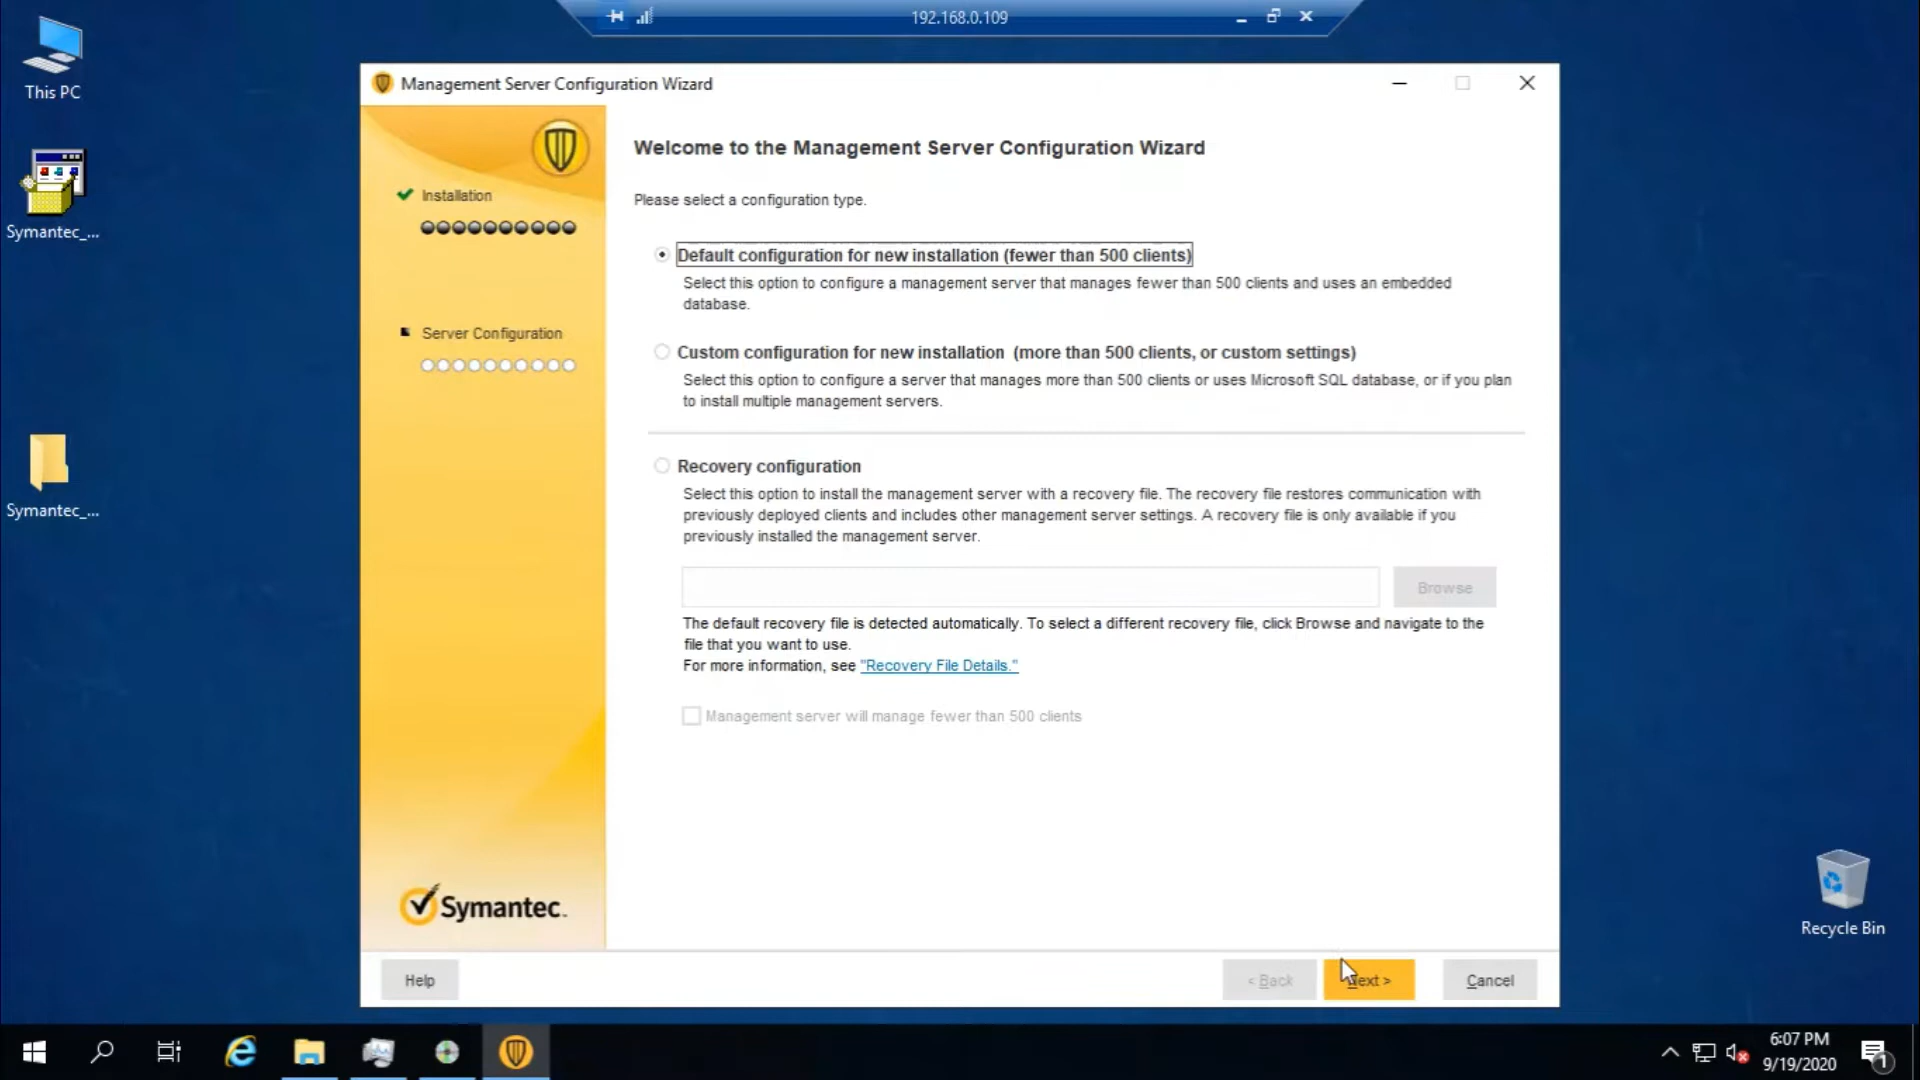 192.168.0.109
This PC
Symantec_...
Symantec_...
Management Server Configuration Wizard
Installation
Server Configuration
Symantec.
Welcome to the Management Server Configuration Wizard
Please select a configuration type.
Default configuration for new installation (fewer than 500 clients)
Select this option to configure a management server that manages fewer than 500 clients and uses an embedded
database.
Custom configuration for new installation (more than 500 clients, or custom settings)
Select this option to configure a server that manages more than 500 clients or uses Microsoft SQL database, or if you plan
to install multiple management servers.
Recovery configuration
Select this option to install the management server with a recovery file. The recovery file restores communication with
previously deployed clients and includes other management server settings. A recovery file is only available if you
previously installed the management server.
Browse
The default recovery file is detected automatically. To select a different recovery file, click Browse and navigate to the
file that you want to use.
For more information, see "Recovery File Details."
Management server will manage fewer than 500 clients
Help
< Back
Next >
Cancel
Recycle Bin
6:07 PM
9/19/2020
1